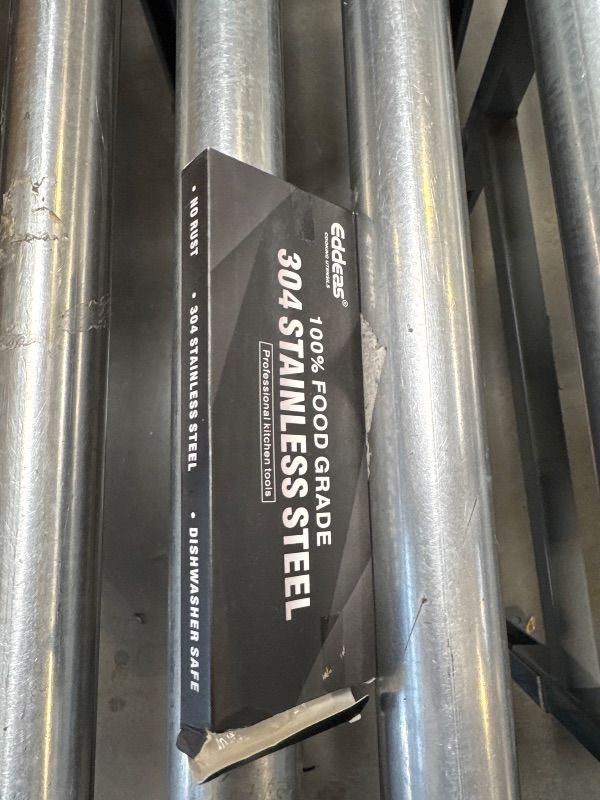 Eddeas®
COOKING UTENSILS
100% FOOD GRADE
304 STAINLESS STEEL
Professional kitchen tools
• NO RUST • 304 STAINLESS STEEL • DISHWASHER SAFE